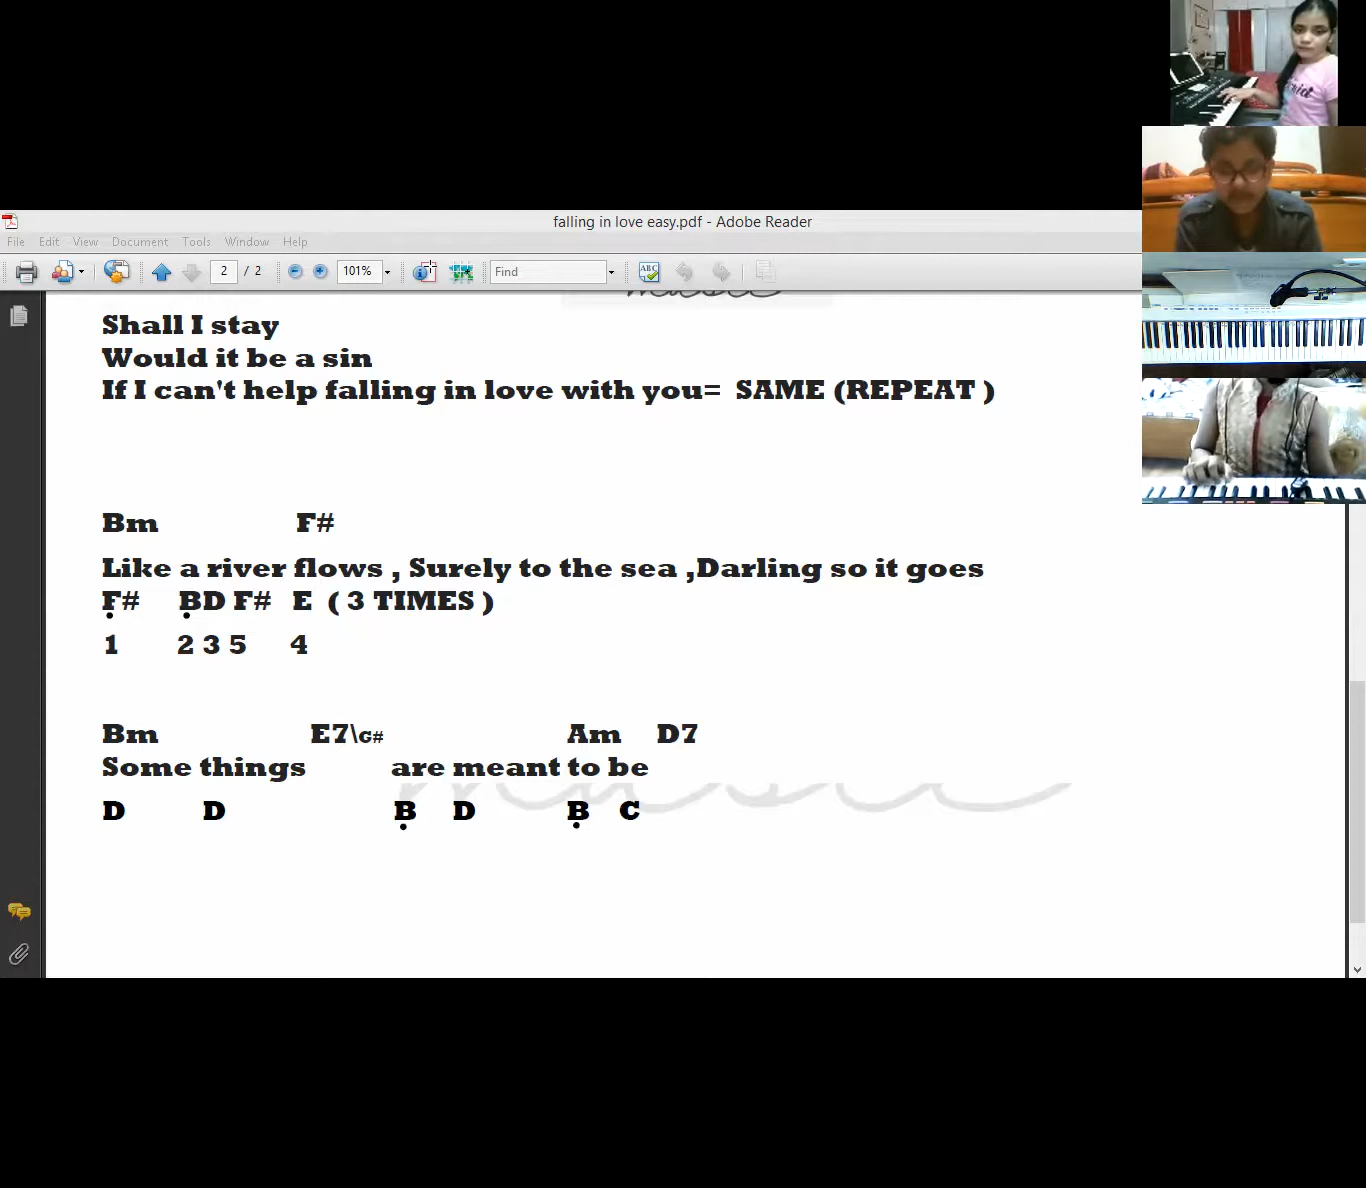 falling in love easy.pdf - Adobe Reader
File Edit View Document Tools Window Help
2 / 2 101% Find
Shall I stay
Would it be a sin
If I can't help falling in love with you= SAME (REPEAT )
Bm F#
Like a river flows , Surely to the sea ,Darling so it goes
F# BD F# E ( 3 TIMES )
1 2 3 5 4
Bm E7\G# Am D7
Some things are meant to be
music
D D B D B C